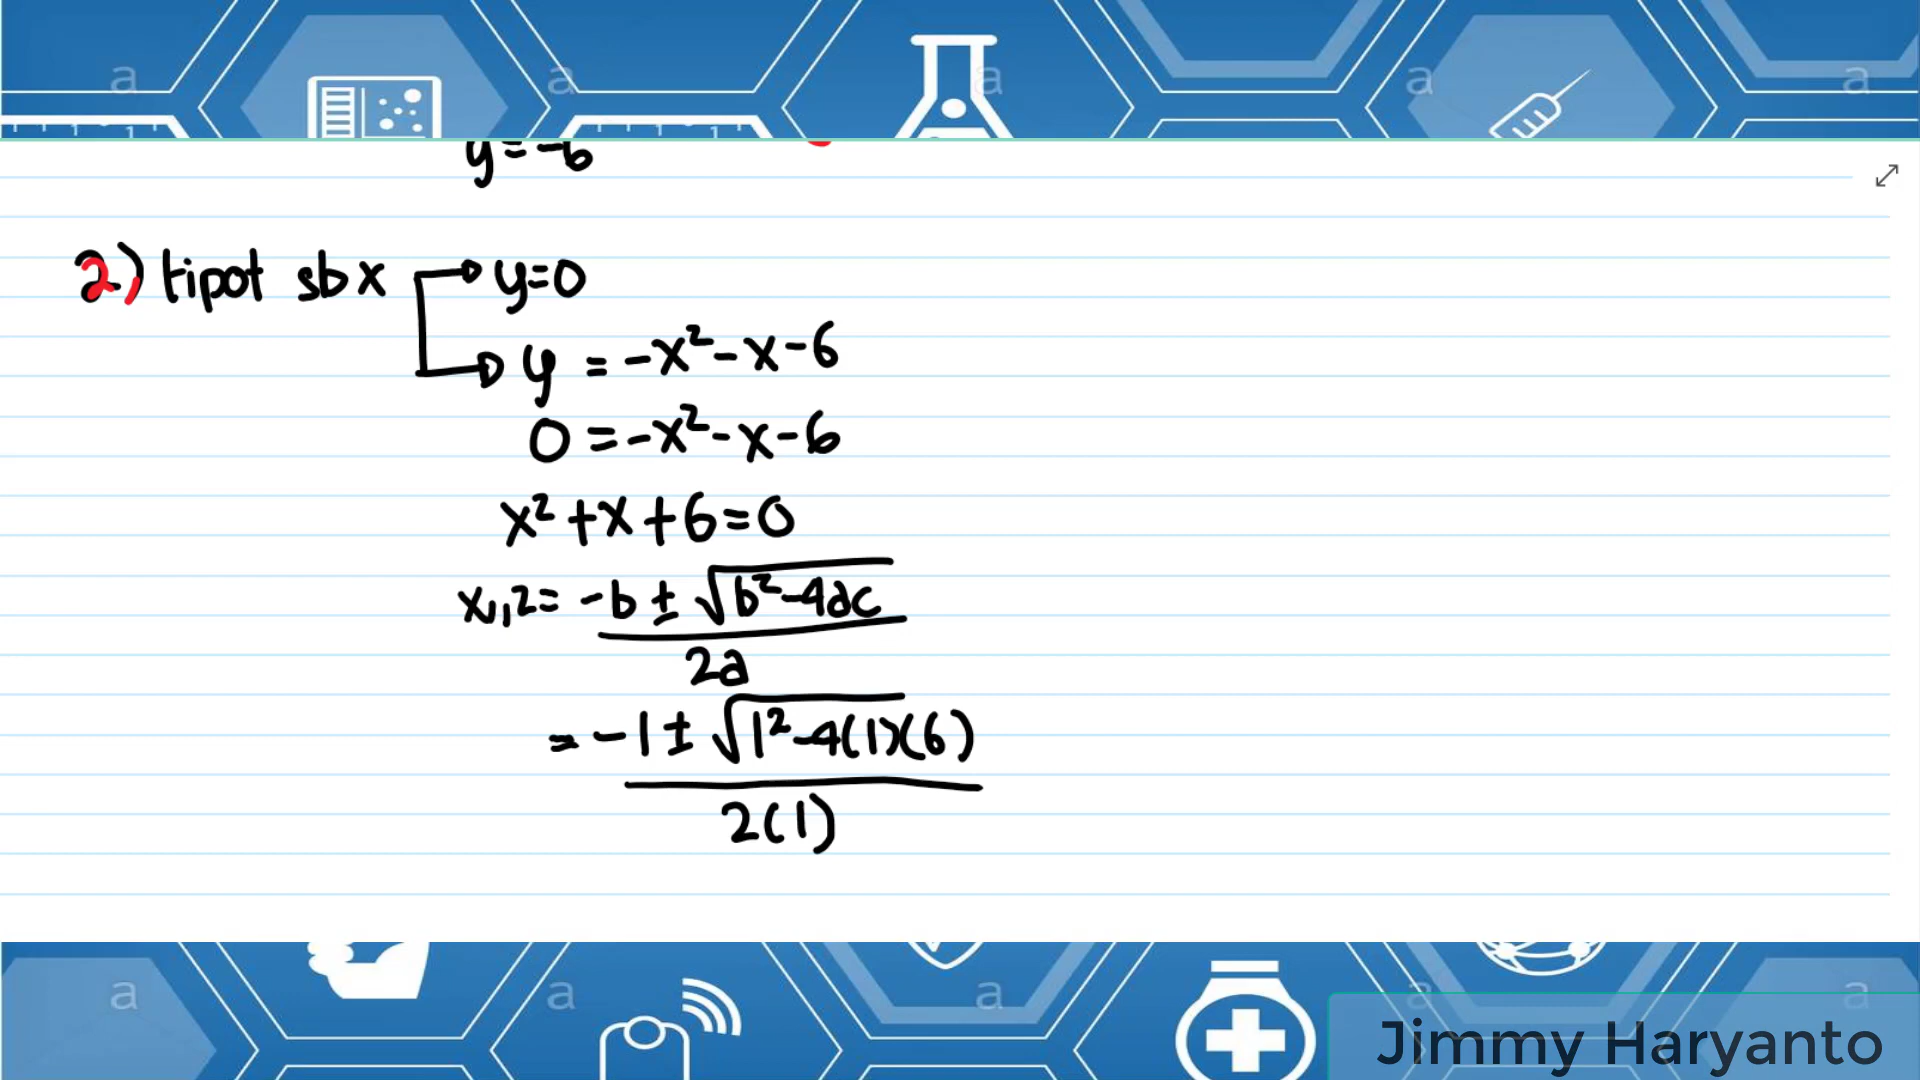 y=-6
2) tipot sbx → y=0
→ y = -x²-x-6
0 = -x²-x-6
x²+x+6=0
x1,2= -b ± √b²-4ac
2a
= -1 ± √1²-4(1)(6)
2(1)
a a a a a
a a a a a
Jimmy Haryanto